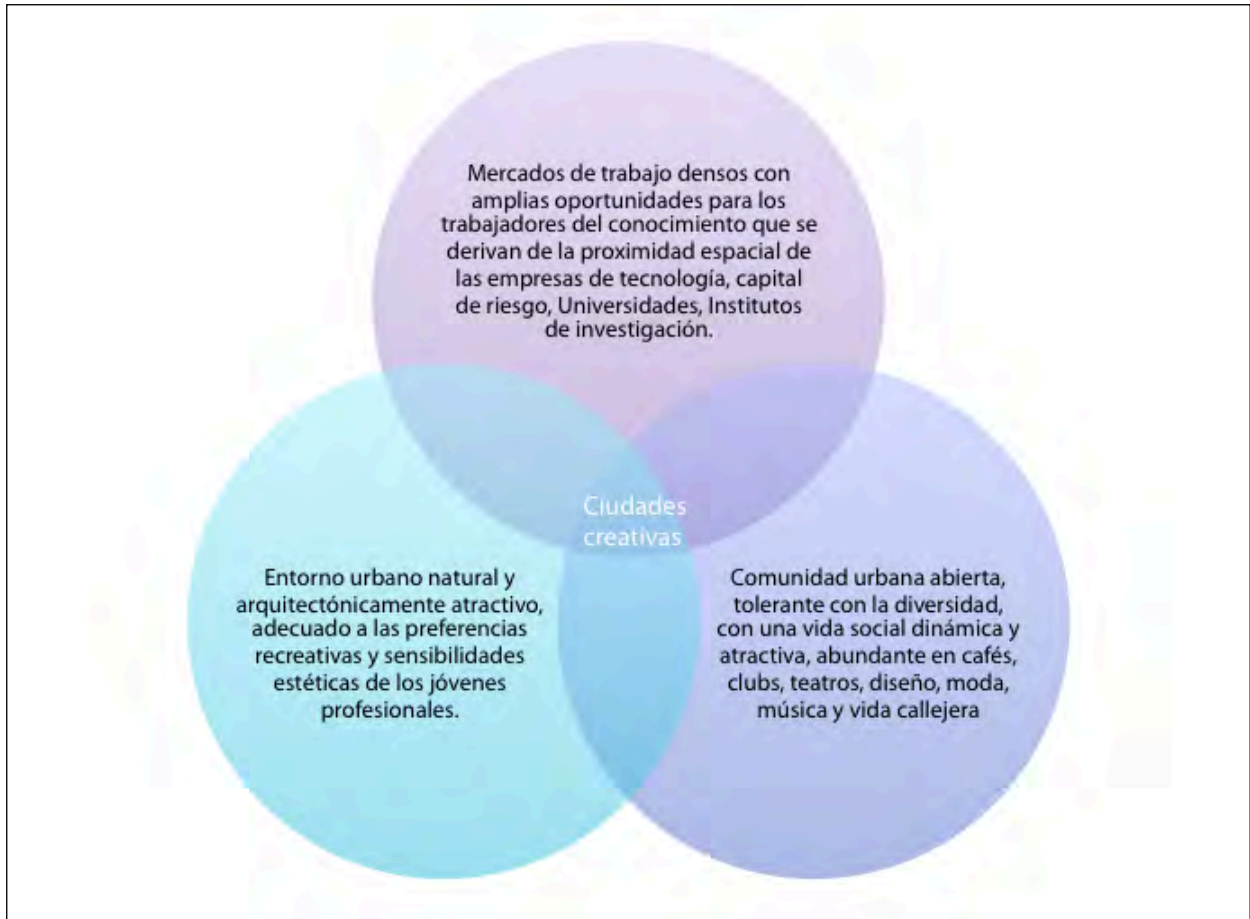 Mercados de trabajo densos con
amplias oportunidades para los
trabajadores del conocimiento que se
derivan de la proximidad espacial de
las empresas de tecnología, capital
de riesgo, Universidades, Institutos
de investigación.
Ciudades
creativas
Entorno urbano natural y
arquitectónicamente atractivo,
adecuado a las preferencias
recreativas y sensibilidades
estéticas de los jóvenes
profesionales.
Comunidad urbana abierta,
tolerante con la diversidad,
con una vida social dinámica y
atractiva, abundante en cafés,
clubs, teatros, diseño, moda,
música y vida callejera